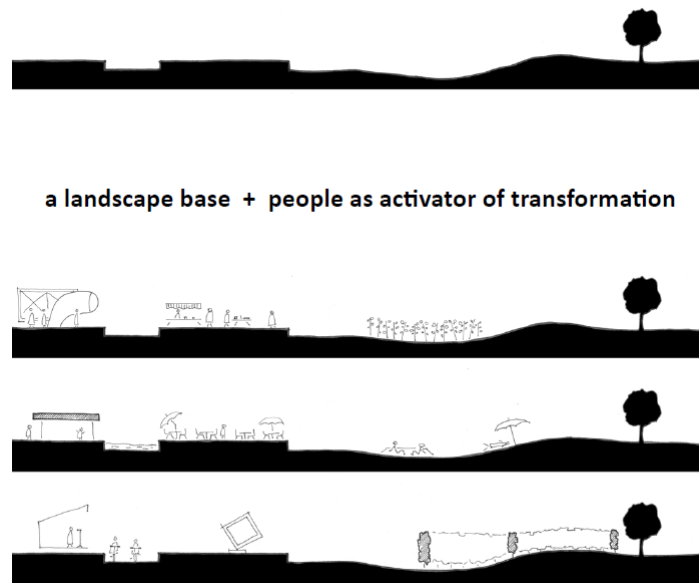 a landscape base + people as activator of transformation